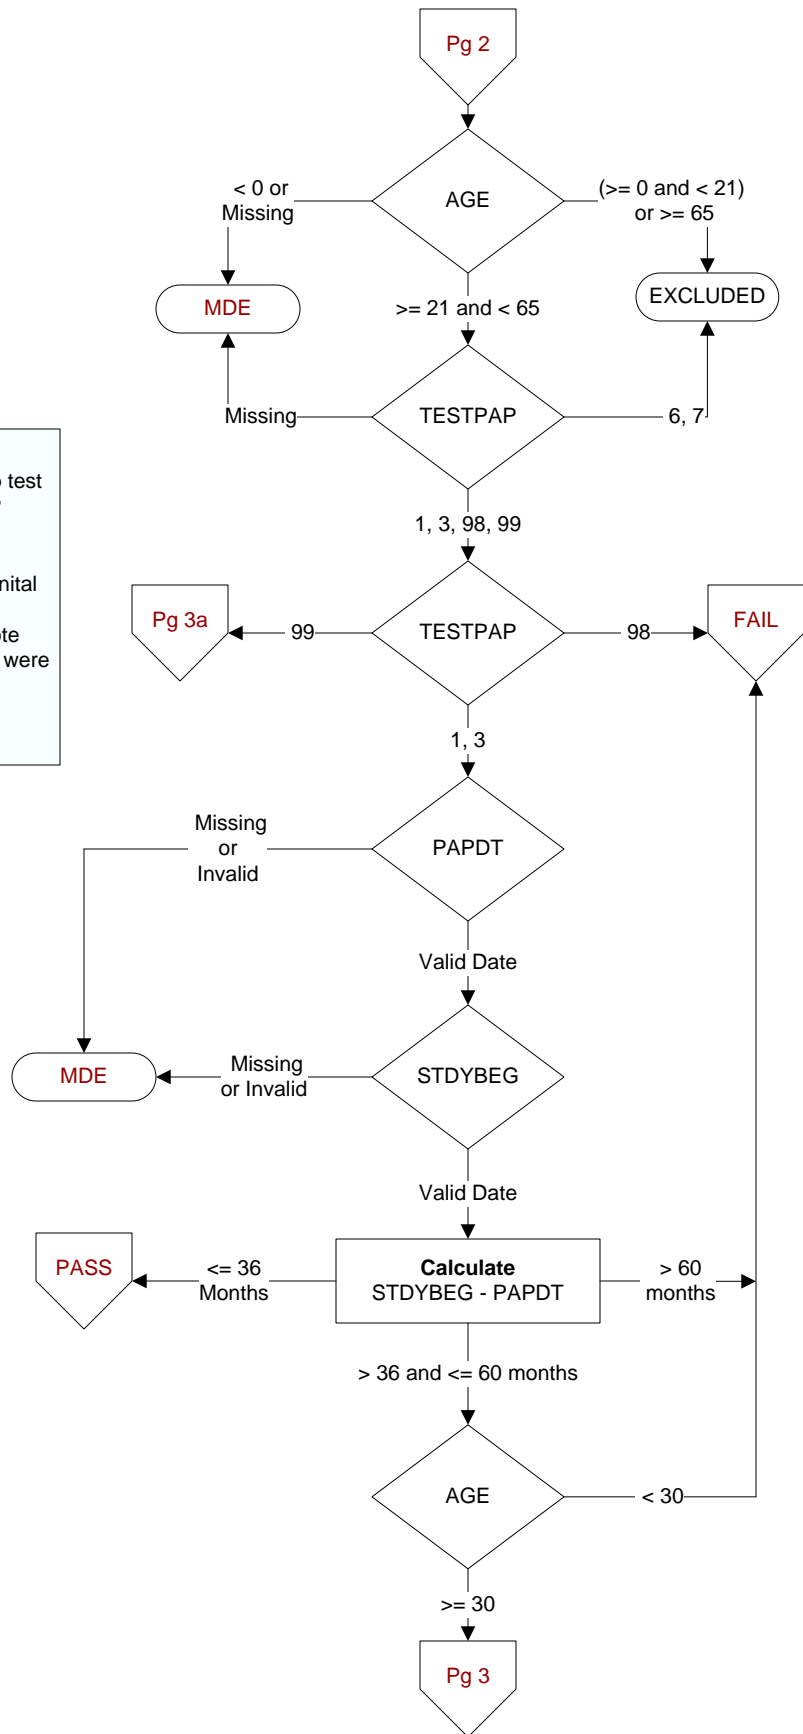 Pg 2
AGE
< 0 or
Missing
(>= 0 and < 21)
or >= 65
MDE
>= 21 and < 65
EXCLUDED
Missing
TESTPAP
6, 7
test
1, 3, 98, 99
nital
Pg 3a
99
TESTPAP
98
FAIL
were
1, 3
Missing
or
Invalid
PAPDT
Valid Date
MDE
Missing
or Invalid
STDYBEG
Valid Date
PASS
<= 36
Months
Calculate
STDYBEG - PAPDT
> 60
months
> 36 and <= 60 months
AGE
< 30
>= 30
Pg 3